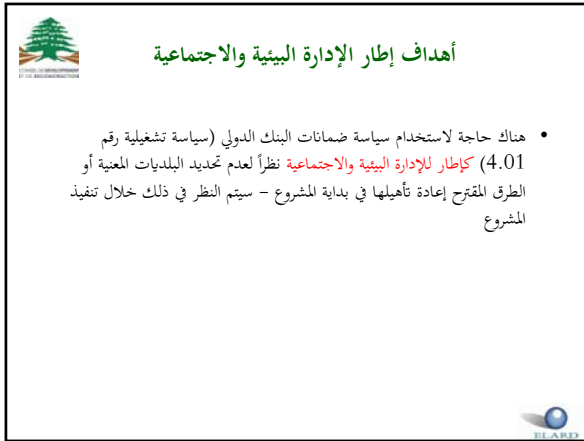 أهداف إطار الإدارة البيئية والاجتماعية
• هناك حاجة لاستخدام سياسة ضمانات البنك الدولي (سياسة تشغيلية رقم
4.01) كإطار للإدارة البيئية والاجتماعية نظراً لعدم تحديد البلديات المعنية أو
الطرق المقترح إعادة تأهيلها في بداية المشروع – سيتم النظر في ذلك خلال تنفيذ
المشروع
ELARD